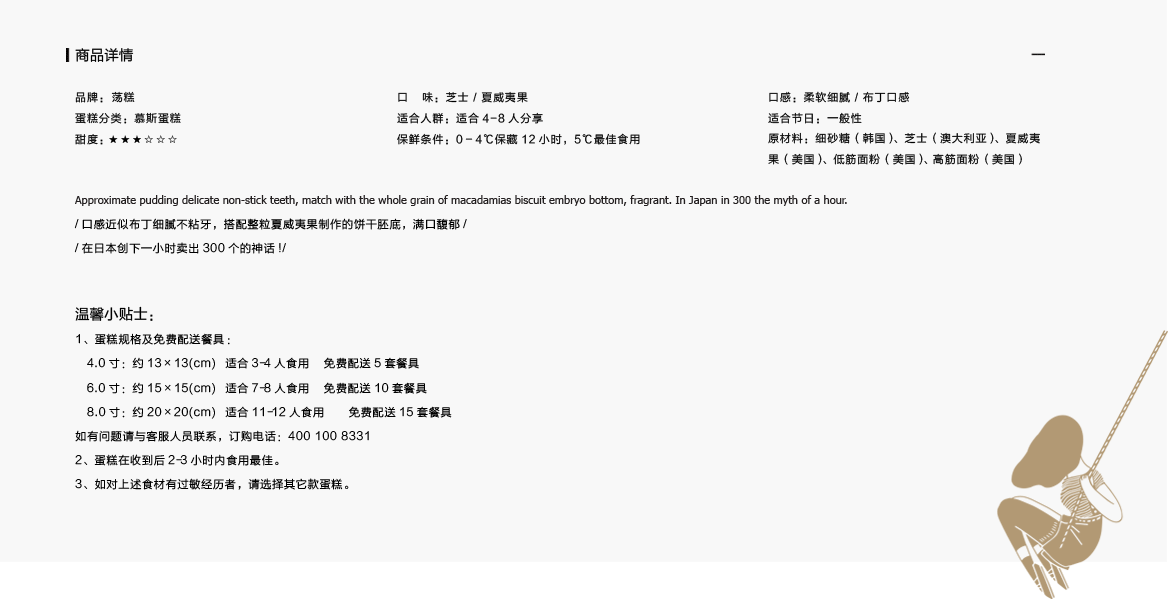 商品详情
品牌：荡糕
蛋糕分类：慕斯蛋糕
甜度：★★★☆☆☆
口 味：芝士 / 夏威夷果
适合人群：适合 4-8 人分享
保鲜条件：0－4℃保藏 12 小时，5℃最佳食用
口感：柔软细腻 / 布丁口感
适合节日：一般性
原材料：细砂糖（韩国）、芝士（澳大利亚）、夏威夷
果（美国）、低筋面粉（美国）、高筋面粉（美国）
Approximate pudding delicate non-stick teeth, match with the whole grain of macadamias biscuit embryo bottom, fragrant. In Japan in 300 the myth of a hour.
/ 口感近似布丁细腻不粘牙，搭配整粒夏威夷果制作的饼干胚底，满口馥郁 /
/ 在日本创下一小时卖出 300 个的神话 !/
温馨小贴士：
1、蛋糕规格及免费配送餐具：
4.0 寸：约 13×13(cm) 适合 3-4 人食用 免费配送 5 套餐具
6.0 寸：约 15×15(cm) 适合 7-8 人食用 免费配送 10 套餐具
8.0 寸：约 20×20(cm) 适合 11-12 人食用 免费配送 15 套餐具
如有问题请与客服人员联系，订购电话：400 100 8331
2、蛋糕在收到后 2-3 小时内食用最佳。
3、如对上述食材有过敏经历者，请选择其它款蛋糕。